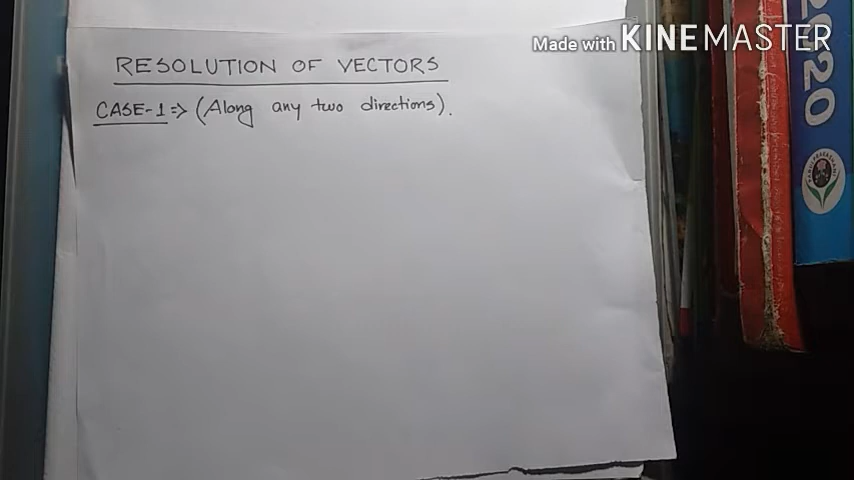 Made with KINEMASTER
RESOLUTION OF VECTORS
CASE-1 => (Along any two directions).
2020